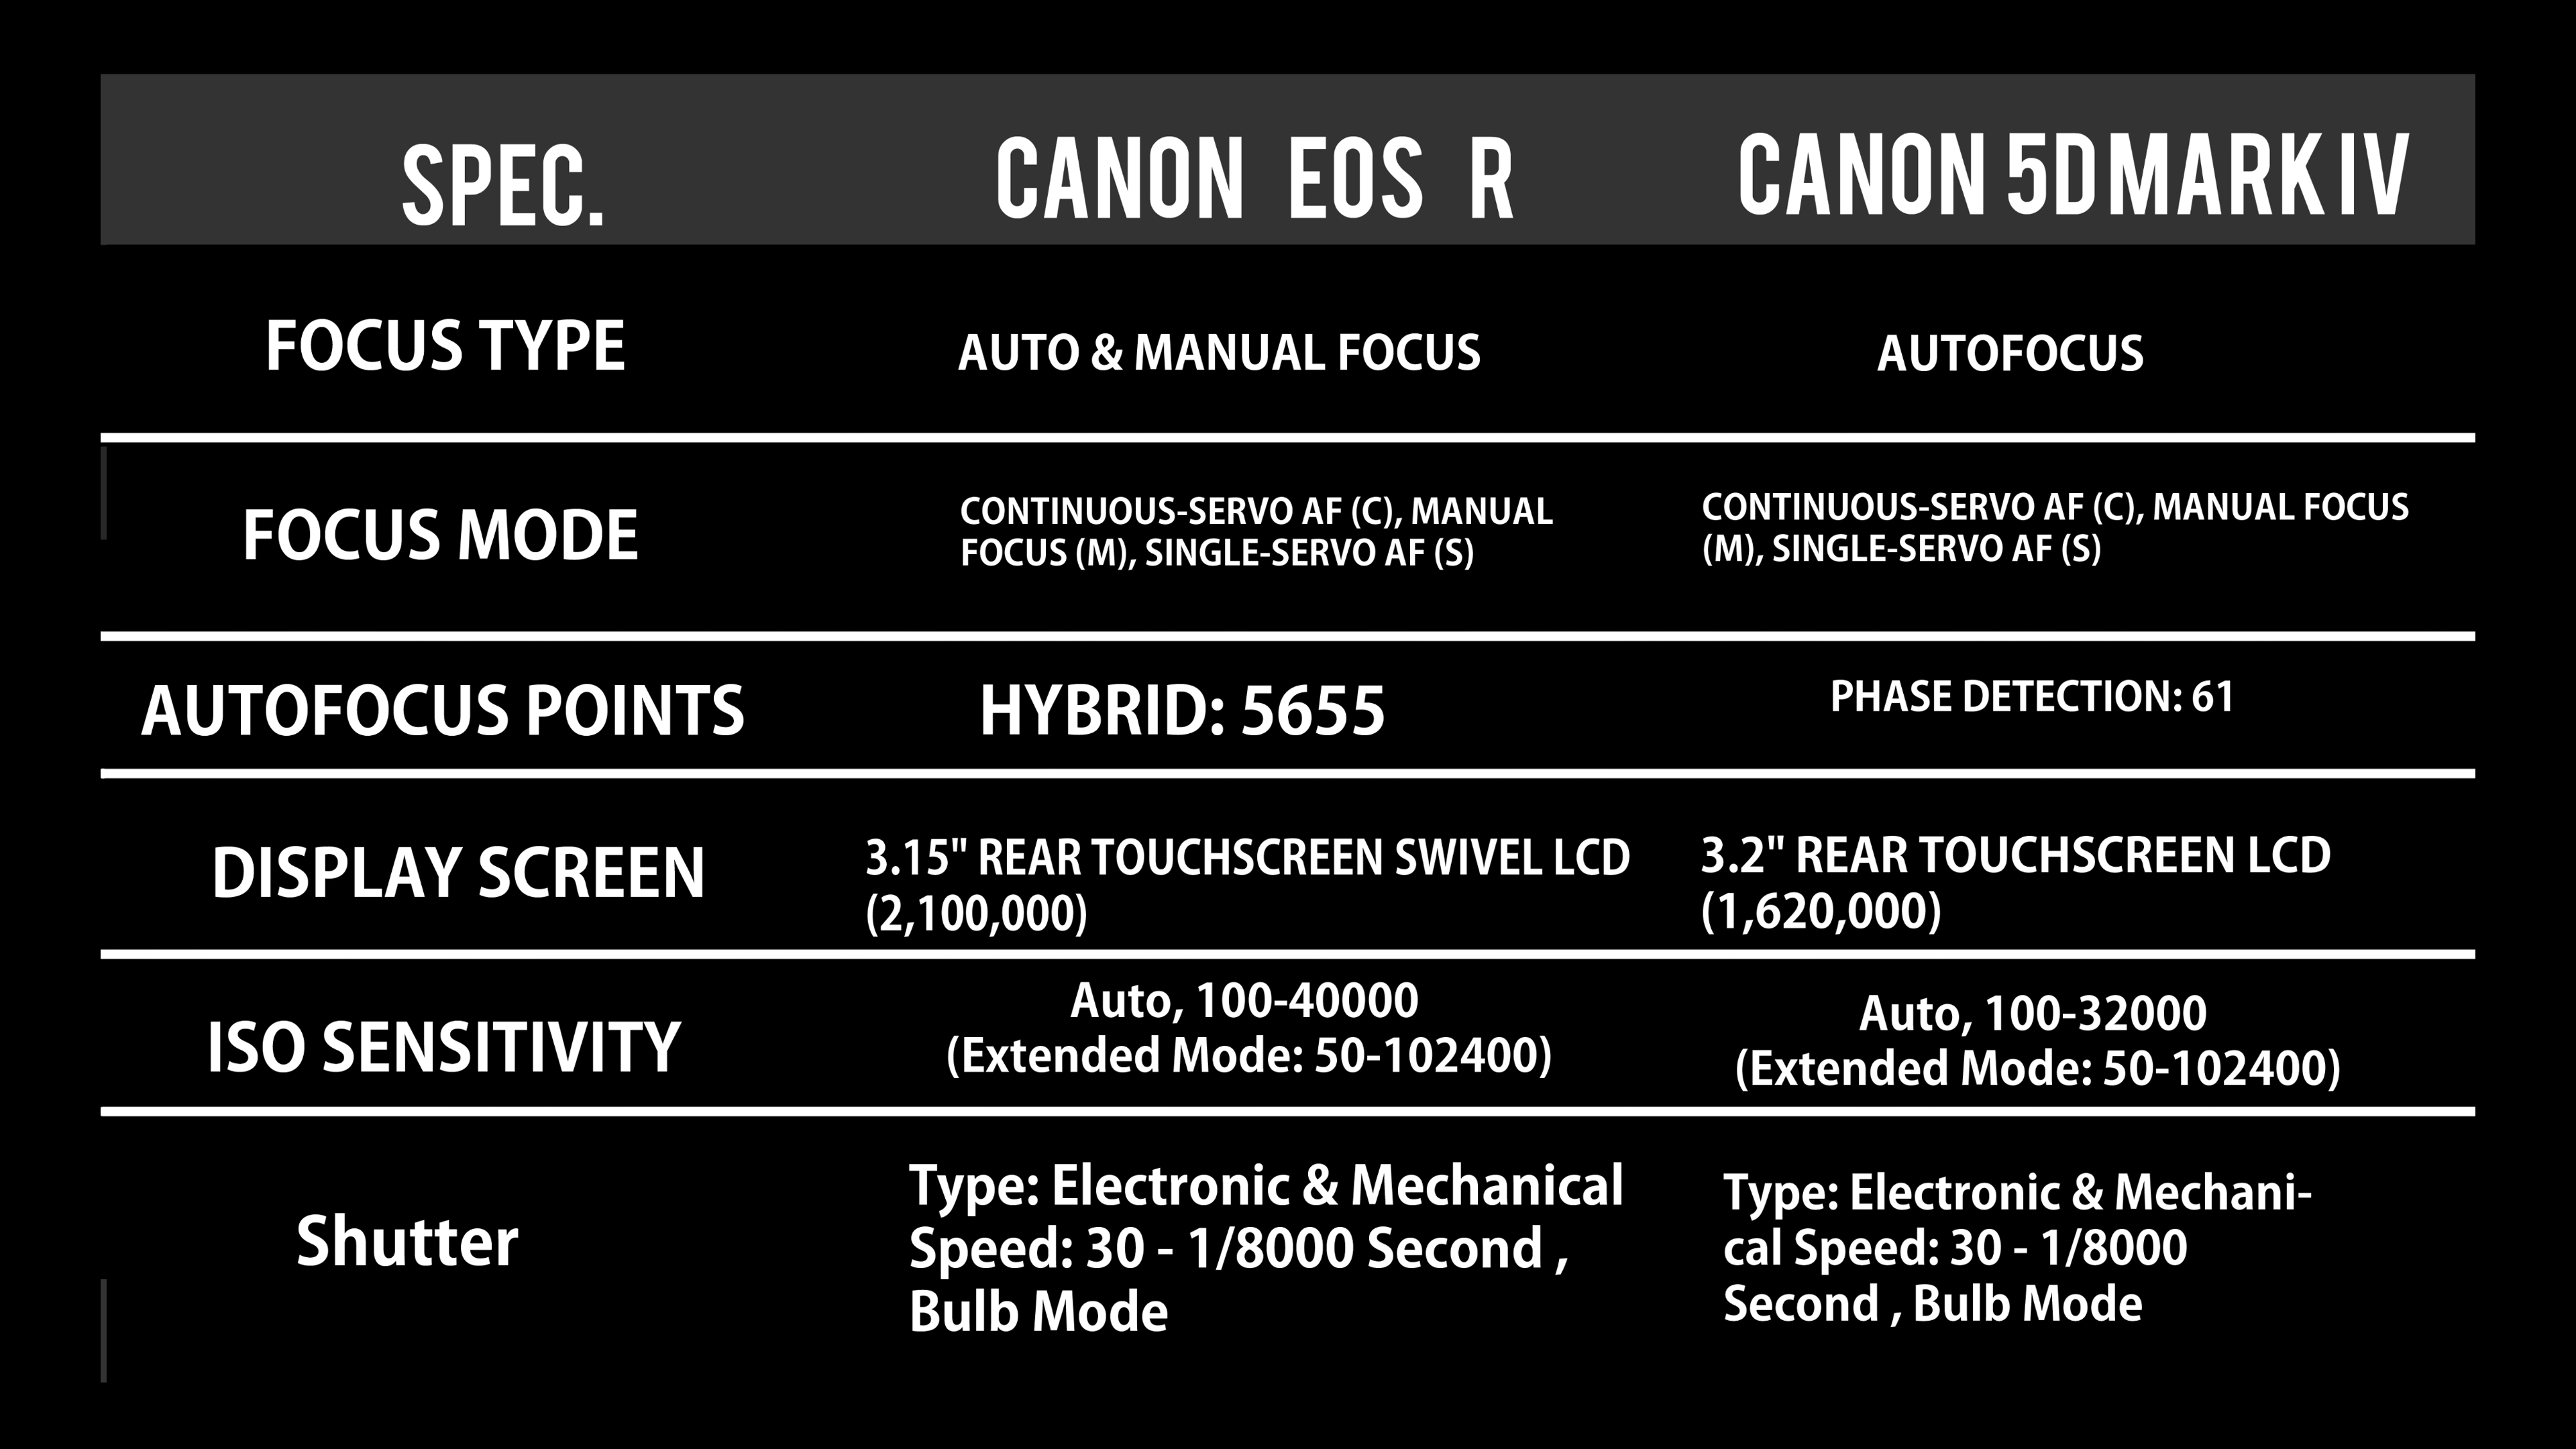 SPEC.
CANON EOS R
CANON 5D MARK IV
FOCUS TYPE
AUTO & MANUAL FOCUS
AUTOFOCUS
FOCUS MODE
CONTINUOUS-SERVO AF (C), MANUAL
FOCUS (M), SINGLE-SERVO AF (S)
CONTINUOUS-SERVO AF (C), MANUAL FOCUS
(M), SINGLE-SERVO AF (S)
AUTOFOCUS POINTS
HYBRID: 5655
PHASE DETECTION: 61
DISPLAY SCREEN
3.15" REAR TOUCHSCREEN SWIVEL LCD
(2,100,000)
3.2" REAR TOUCHSCREEN LCD
(1,620,000)
ISO SENSITIVITY
Auto, 100-40000
(Extended Mode: 50-102400)
Auto, 100-32000
(Extended Mode: 50-102400)
Shutter
Type: Electronic & Mechanical
Speed: 30 - 1/8000 Second ,
Bulb Mode
Type: Electronic & Mechani-
cal Speed: 30 - 1/8000
Second , Bulb Mode